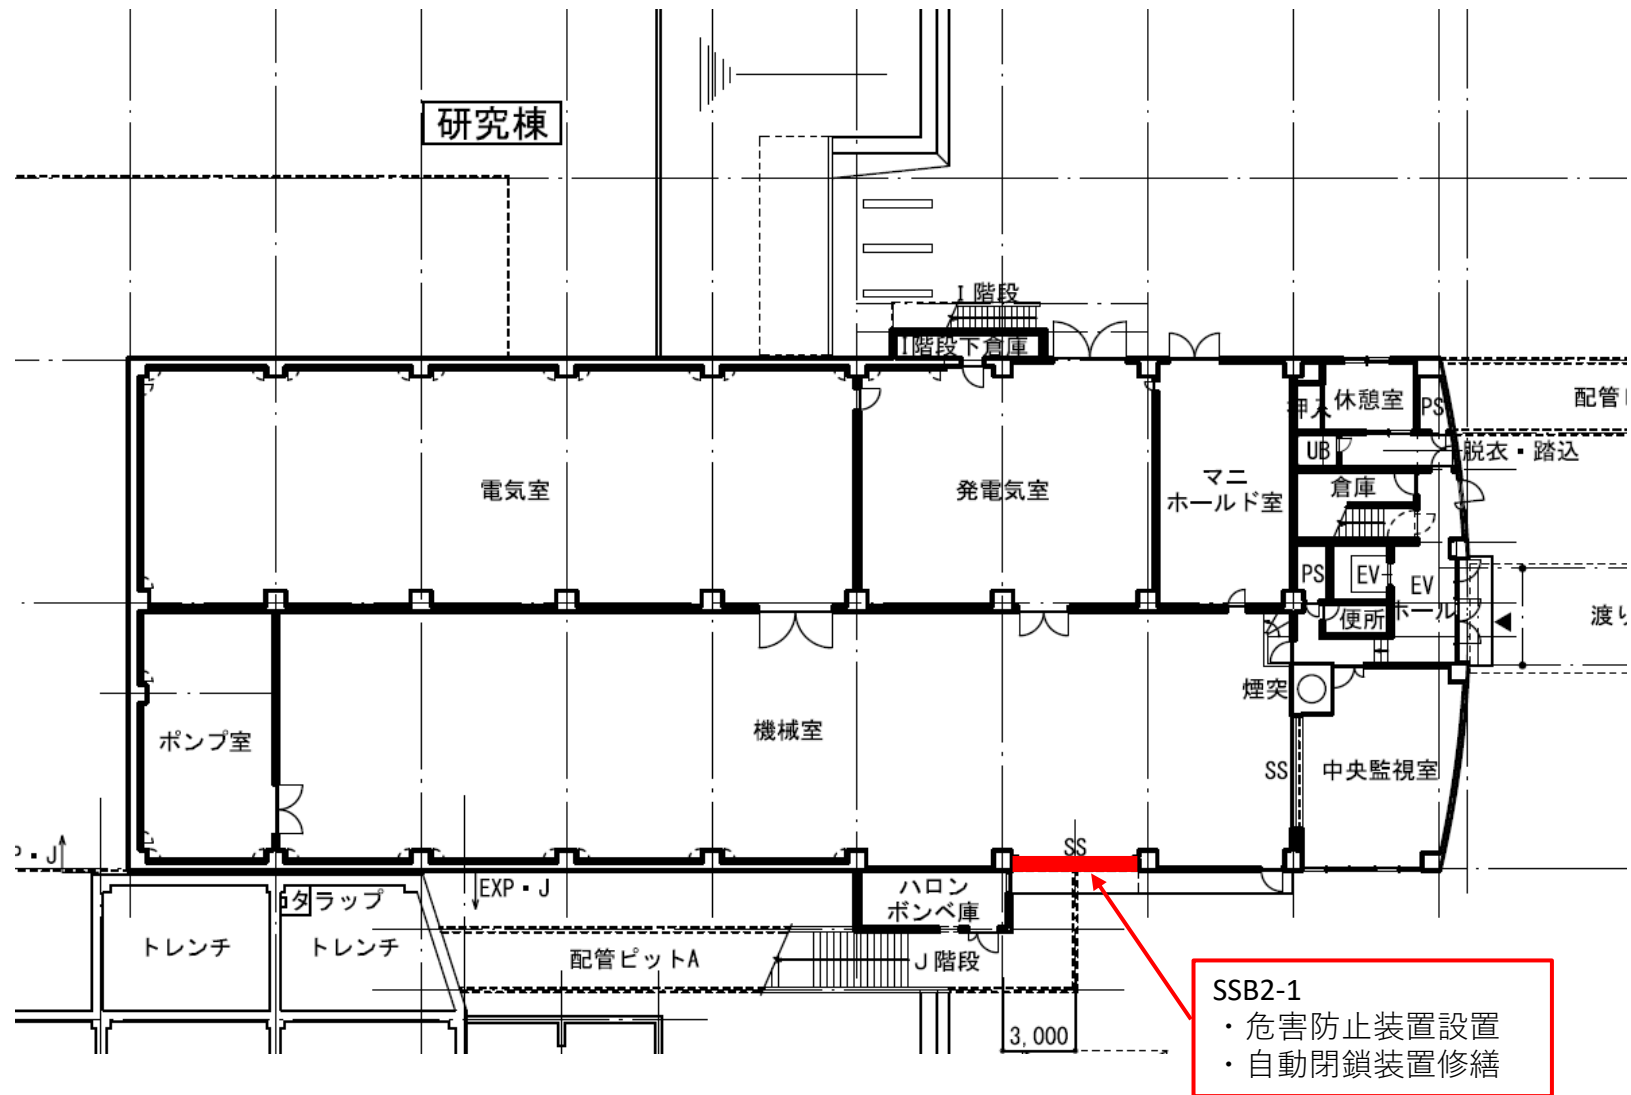 研究棟
I 階段
I階段下倉庫
休憩室
PS
配管
UB
脱衣・踏込
電気室
発電気室
マニ
ホールド室
倉庫
PS
EV
EV
ホール
便所
渡り
煙突
ポンプ室
機械室
SS
中央監視室
SS
EXP・J
ハロン
ボンベ庫
タラップ
トレンチ
トレンチ
配管ピットA
J 階段
3,000
SSB2-1
・危害防止装置設置
・自動閉鎖装置修繕